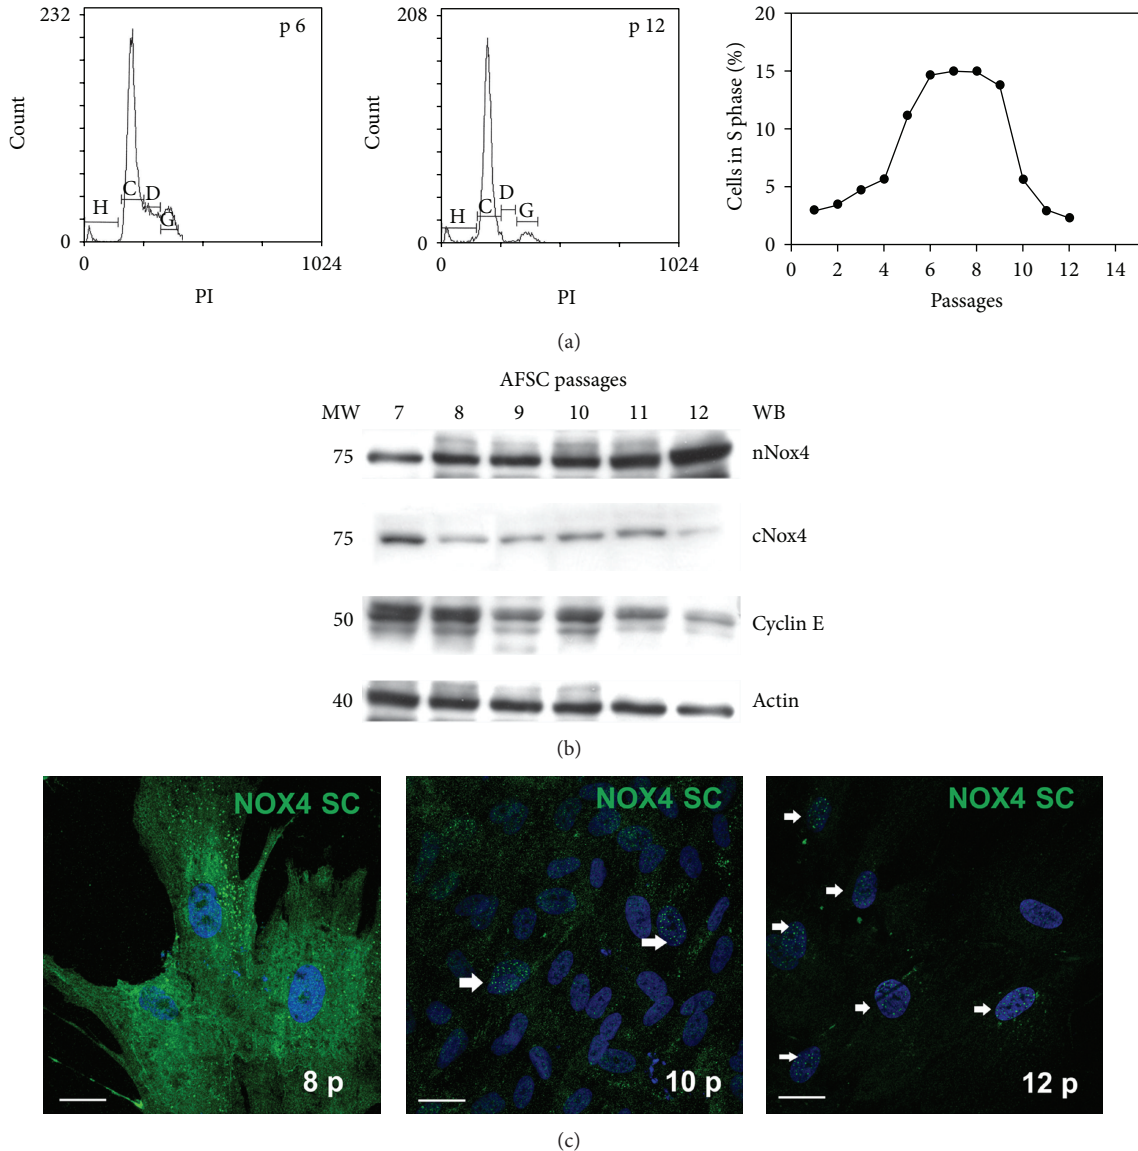 232
p 6
Count
H
C
D
G
0
0
1024
PI
208
p 12
Count
H
C
D
G
0
0
1024
PI
20
15
10
5
0
Cells in S phase (%)
0 2 4 6 8 10 12 14
Passages
(a)
AFSC passages
MW 7 8 9 10 11 12 WB
75 nNox4
75 cNox4
50 Cyclin E
40 Actin
(b)
NOX4 SC
8 p
NOX4 SC
10 p
NOX4 SC
12 p
(c)